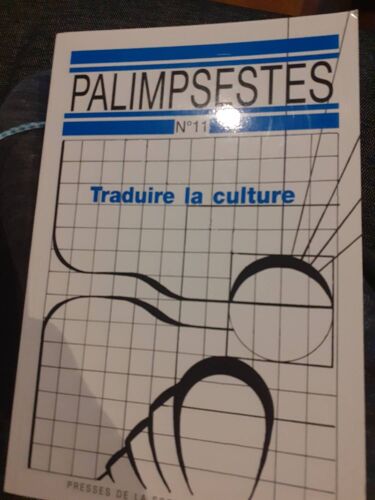 PALIMPSESTES
N°11
Traduire la culture
PRESSES DE LA